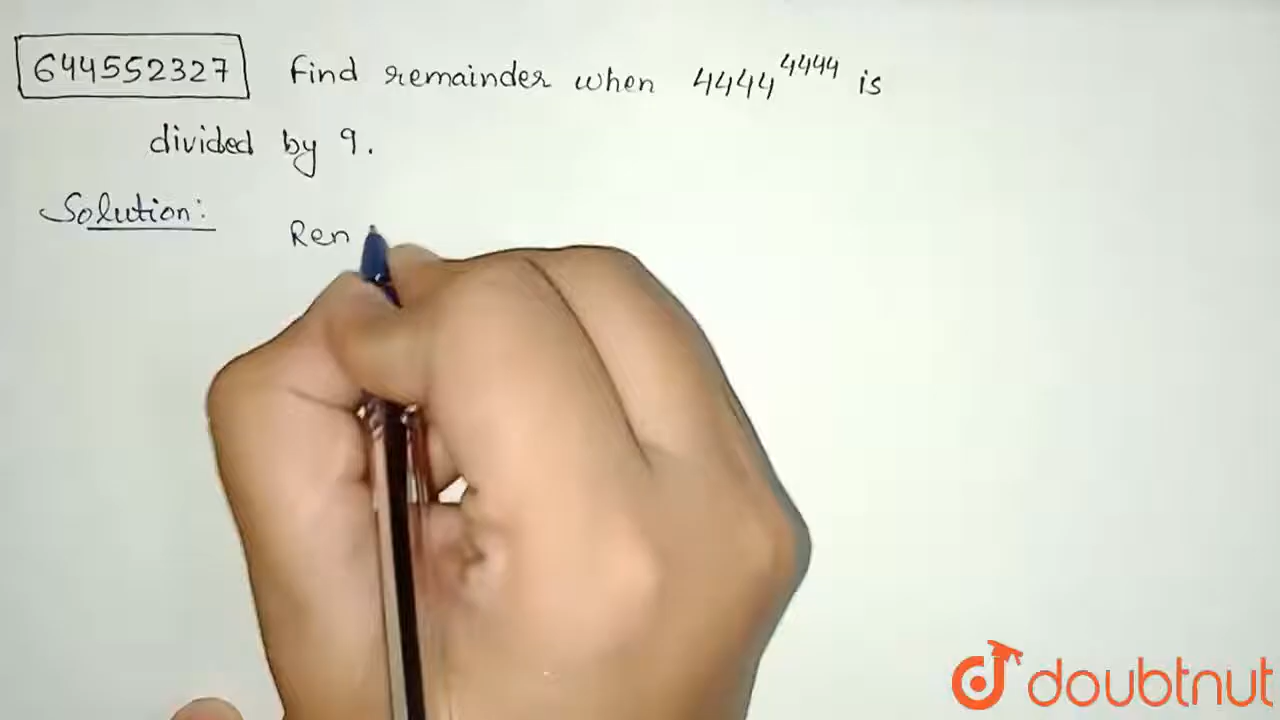 644552327 Find remainder when 4444^4444 is
divided by 9.
Solution:
Ren
doubtnut